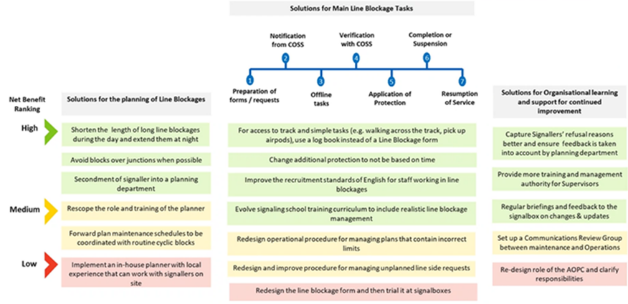 Solutions for Main Line Blockage Tasks
Notification
from COSS
Verification
with COSS
Completion or
Suspension
1
2
3
4
5
6
7
Preparation of
forms / requests
Offline
tasks
Application of
Protection
Resumption
of Service
Net Benefit
Ranking
High
Medium
Low
Solutions for the planning of Line Blockages
Shorten the length of long line blockages
during the day and extend them at night
Avoid blocks over junctions when possible
Secondment of signaller into a planning
department
Rescope the role and training of the planner
Forward plan maintenance schedules to be
coordinated with routine cyclic blocks
Implement an in-house planner with local
experience that can work with signallers on
site
For access to track and simple tasks (e.g. walking across the track, pick up
airpods), use a log book instead of a Line Blockage form
Change additional protection to not be based on time
Improve the recruitment standards of English for staff working in line
blockages
Evolve signaling school training curriculum to include realistic line blockage
management
Redesign operational procedure for managing plans that contain incorrect
limits
Redesign and improve procedure for managing unplanned line side requests
Redesign the line blockage form and then trial it at signalboxes
Solutions for Organisational learning
and support for continued
improvement
Capture Signallers' refusal reasons
better and ensure feedback is taken
into account by planning department
Provide more training and management
authority for Supervisors
Regular briefings and feedback to the
signalbox on changes & updates
Set up a Communications Review Group
between maintenance and Operations
Re-design role of the AOPC and clarify
responsibilities